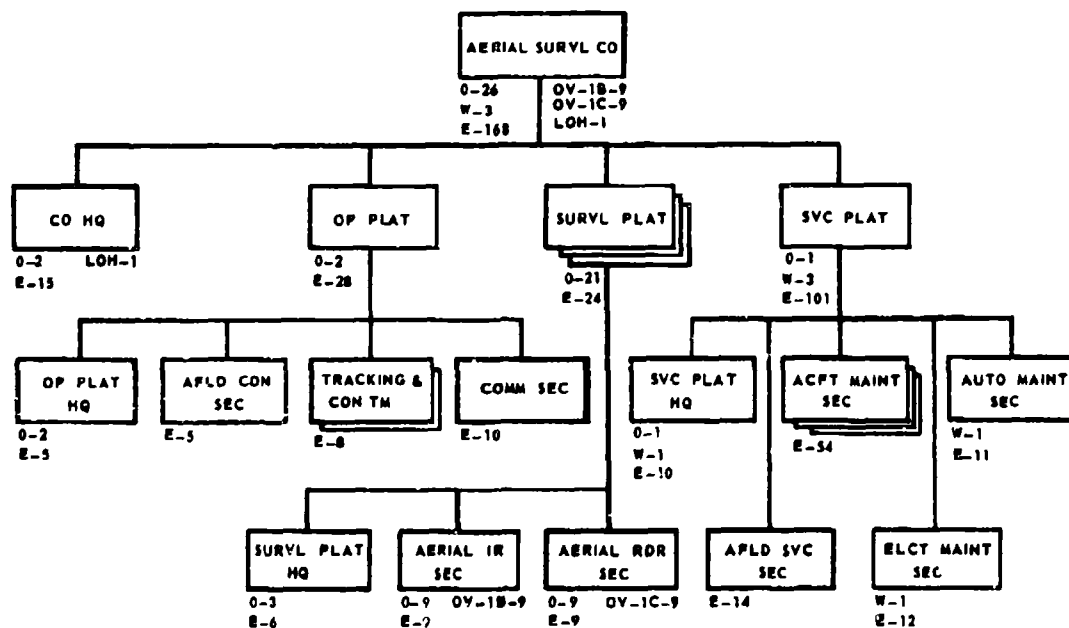 AERIAL SURVL CO
O-26 OV-1B-9
W-3 OV-1C-9
E-168 LOH-1
CO HQ
O-2 LOH-1
E-15
OP PLAT
O-2
E-28
SURVL PLAT
O-21
E-24
SVC PLAT
O-1
W-3
E-101
OP PLAT
HQ
O-2
E-5
AFLD CON
SEC
E-5
TRACKING &
CON TM
E-8
COMM SEC
E-10
SVC PLAT
HQ
O-1
W-1
E-10
ACFT MAINT
SEC
E-54
AUTO MAINT
SEC
W-1
E-11
SURVL PLAT
HQ
O-3
E-6
AERIAL IR
SEC
O-9 OV-1B-9
AERIAL RDR
SEC
O-9 OV-1C-9
E-9
AFLD SVC
SEC
E-14
ELCT MAINT
SEC
W-1
E-12